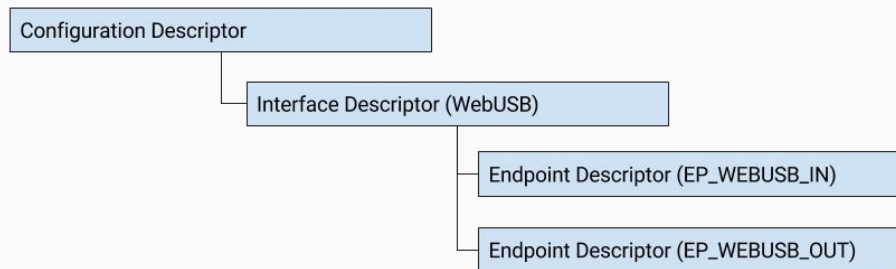 Configuration Descriptor
Interface Descriptor (WebUSB)
Endpoint Descriptor (EP_WEBUSB_IN)
Endpoint Descriptor (EP_WEBUSB_OUT)